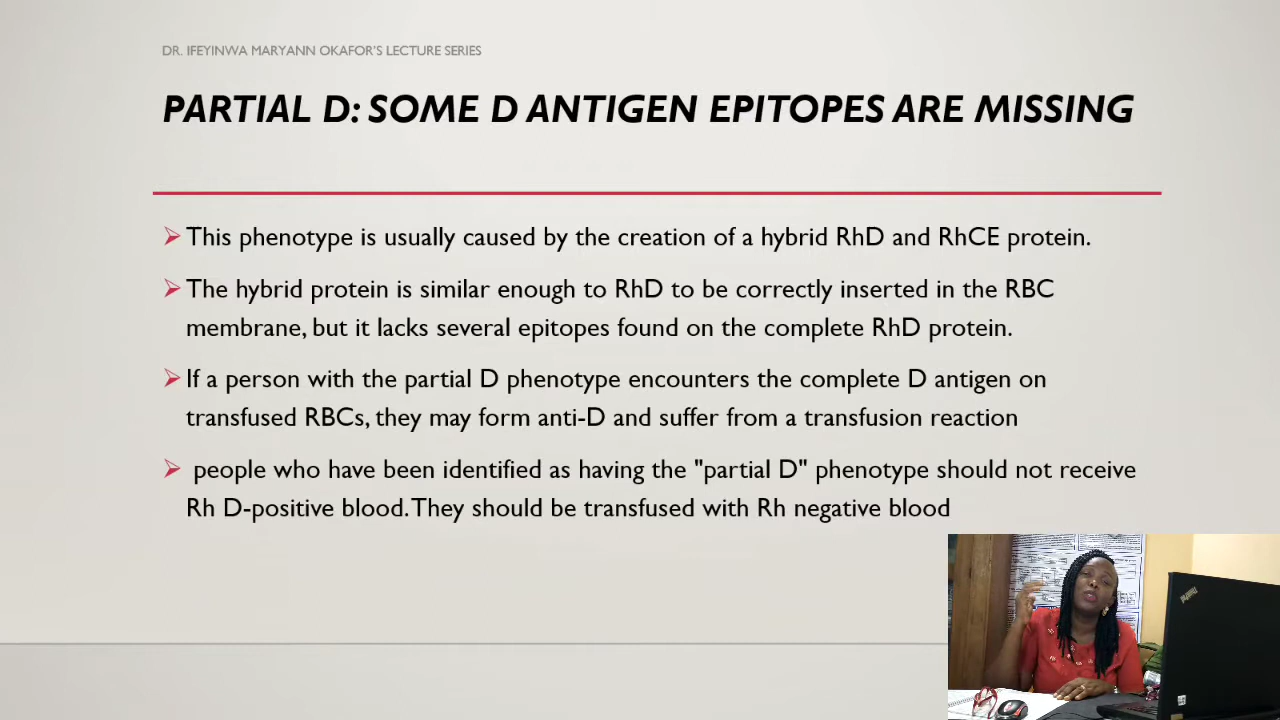 DR. IFEYINWA MARYANN OKAFOR'S LECTURE SERIES
PARTIAL D: SOME D ANTIGEN EPITOPES ARE MISSING
This phenotype is usually caused by the creation of a hybrid RhD and RhCE protein.
The hybrid protein is similar enough to RhD to be correctly inserted in the RBC
membrane, but it lacks several epitopes found on the complete RhD protein.
If a person with the partial D phenotype encounters the complete D antigen on
transfused RBCs, they may form anti-D and suffer from a transfusion reaction
people who have been identified as having the "partial D" phenotype should not receive
Rh D-positive blood. They should be transfused with Rh negative blood